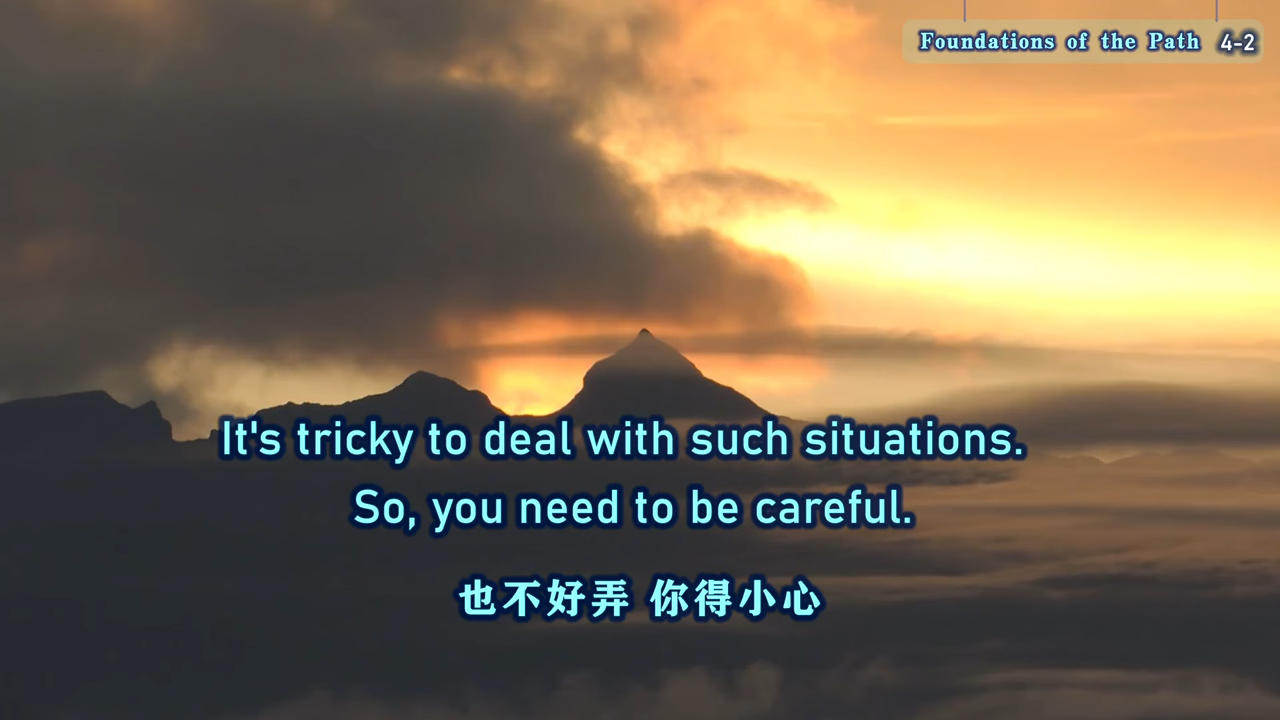 Foundations of the Path 4-2
It's tricky to deal with such situations.
So, you need to be careful.
也不好弄 你得小心